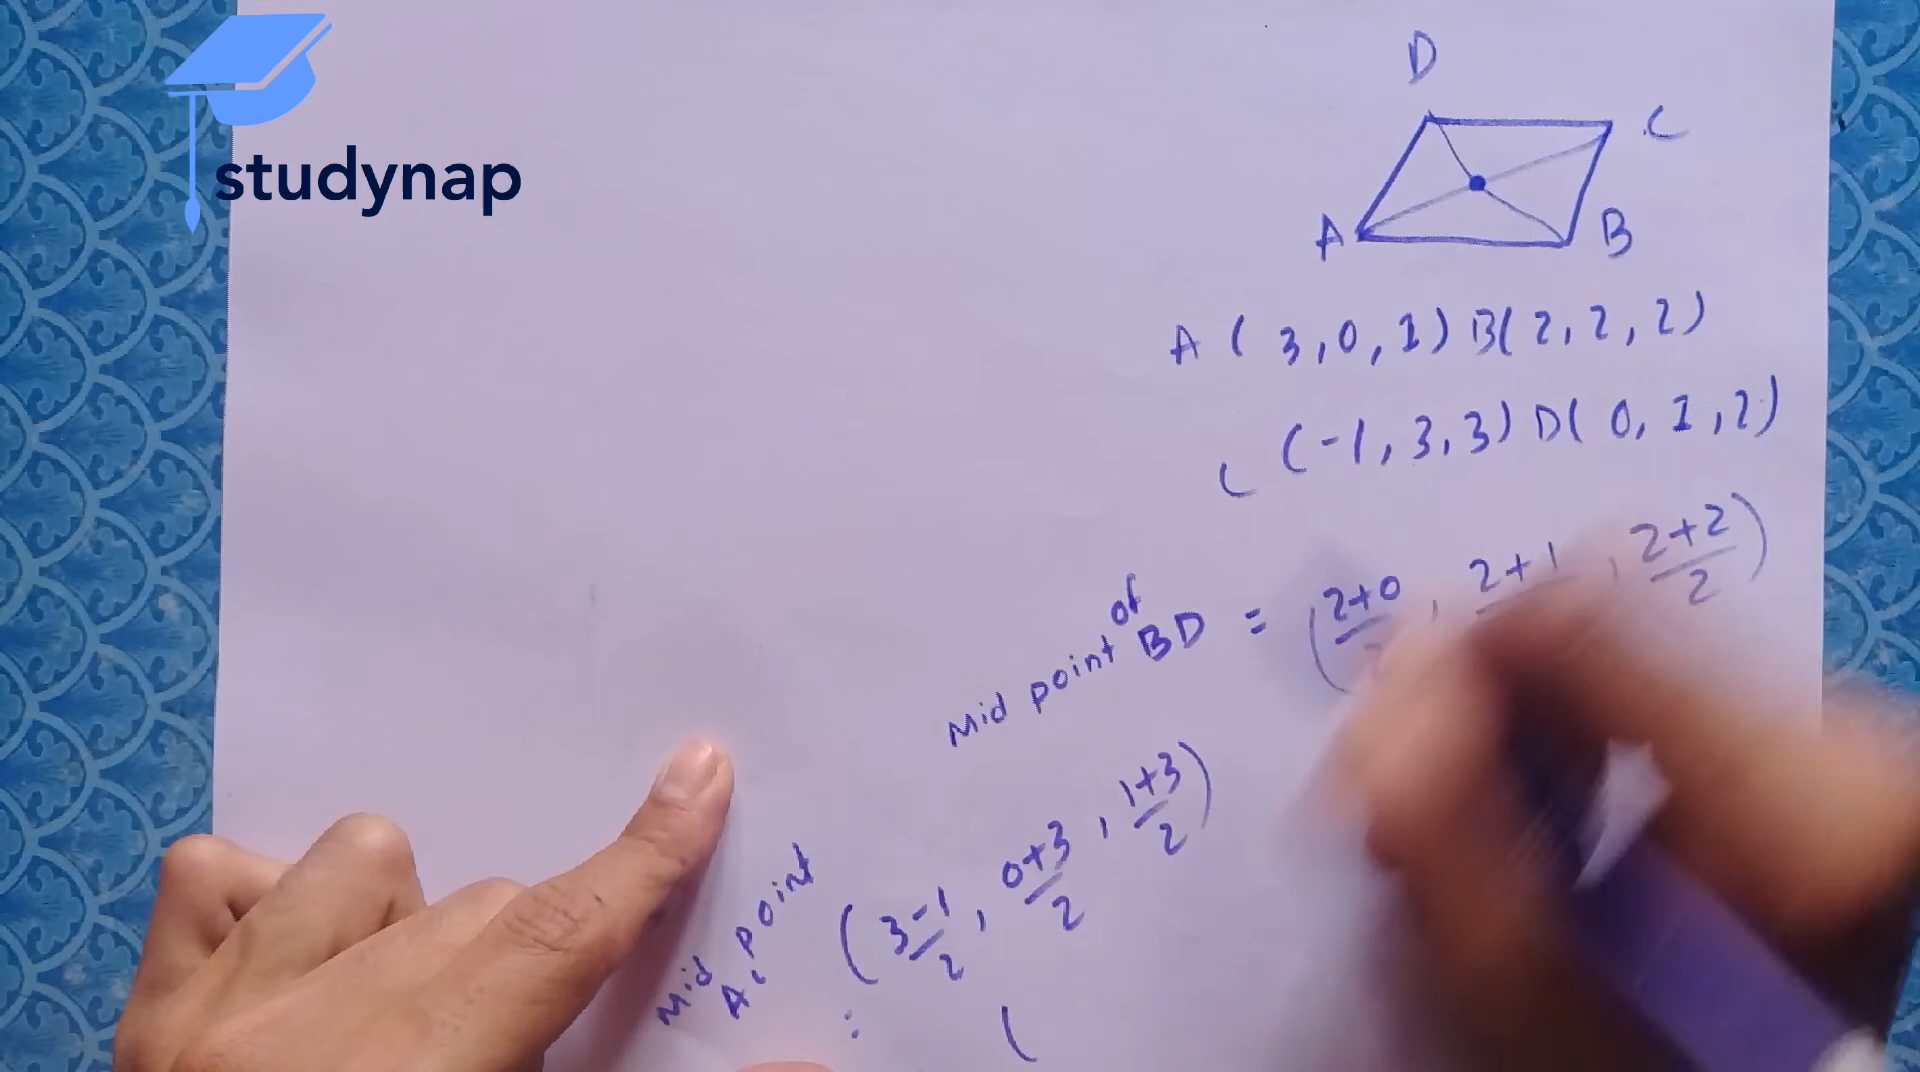 studynap
D
C
A B
A ( 3, 0, 1 ) B( 2, 2, 2 )
C (-1, 3, 3 ) D( 0, 1, 2 )
Mid point of BD = ( 2+0 / , 2+1 , 2+2 / 2 )
Mid point AC : ( 3-1 / 2 , 0+3 / 2 , 1+3 / 2 )
(